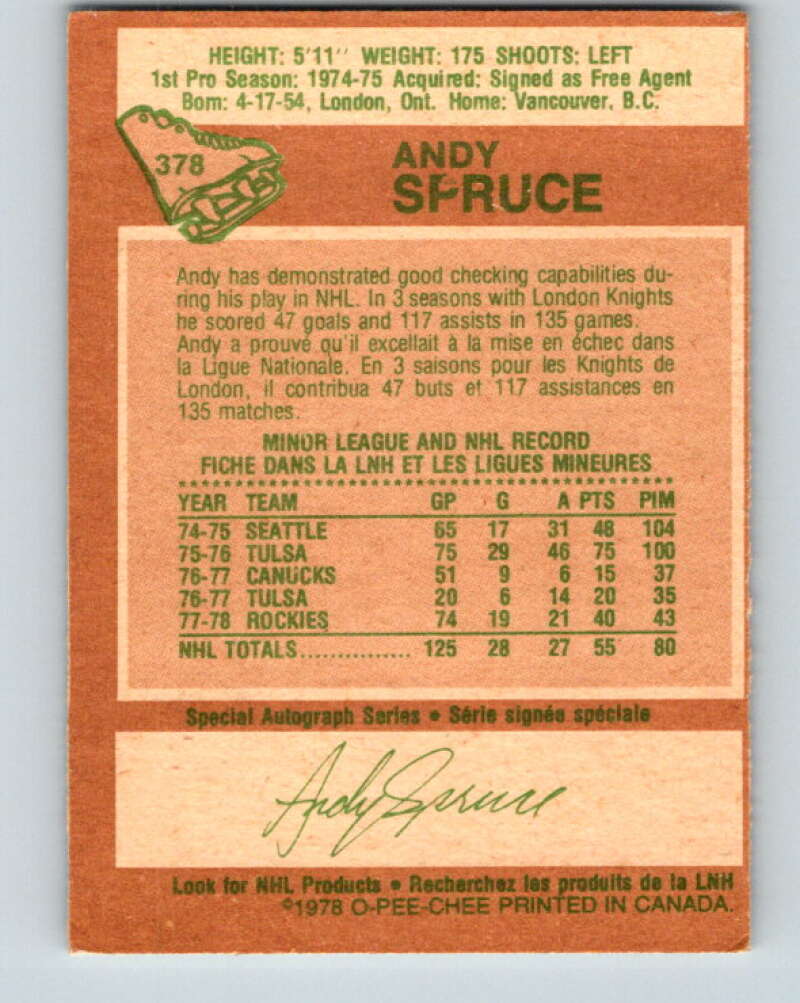 HEIGHT: 5'11'' WEIGHT: 175 SHOOTS: LEFT
1st Pro Season: 1974-75 Acquired: Signed as Free Agent
Born: 4-17-54, London, Ont. Home: Vancouver, B.C.
378
ANDY
SPRUCE
Andy has demonstrated good checking capabilities du-
ring his play in NHL. In 3 seasons with London Knights
he scored 47 goals and 117 assists in 135 games.
Andy a prouvé qu'il excellait à la mise en échec dans
la Ligue Nationale. En 3 saisons pour les Knights de
London, il contribua 47 buts et 117 assistances en
135 matches.
MINOR LEAGUE AND NHL RECORD
FICHE DANS LA LNH ET LES LIGUES MINEURES
YEAR TEAM GP G A PTS PIM
74-75 SEATTLE 65 17 31 48 104
75-76 TULSA 75 29 46 75 100
76-77 CANUCKS 51 9 6 15 37
76-77 TULSA 20 6 14 20 35
77-78 ROCKIES 74 19 21 40 43
NHL TOTALS............... 125 28 27 55 80
Special Autograph Series • Série signée spéciale
Andy Spruce
Look for NHL Products • Recherchez les produits de la LNH
©1978 O-PEE-CHEE PRINTED IN CANADA.